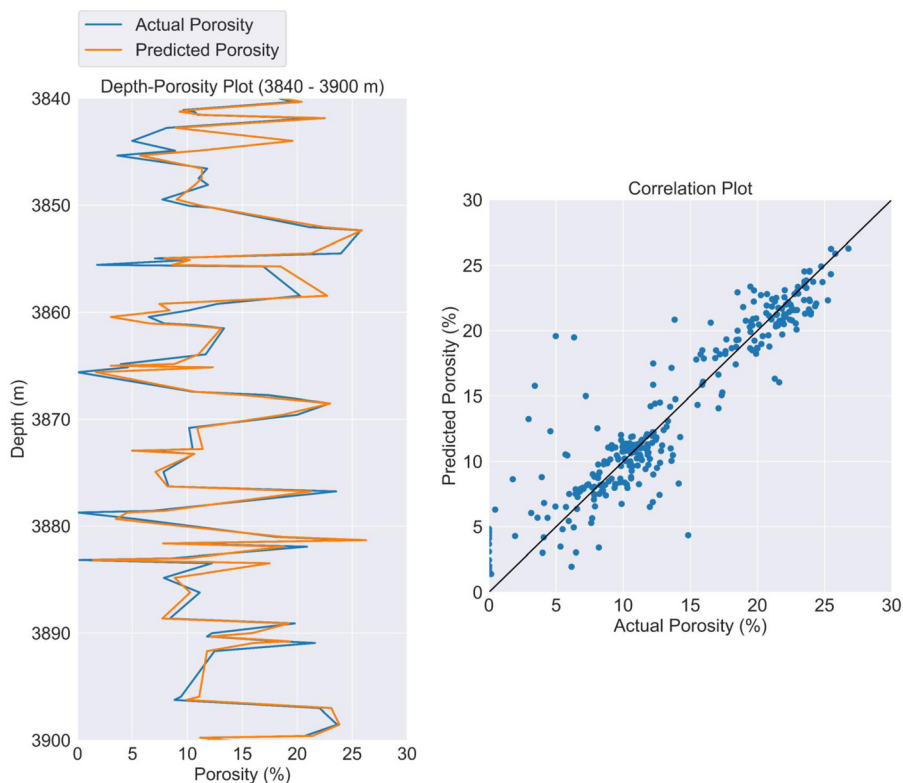 Actual Porosity
Predicted Porosity
Depth-Porosity Plot (3840 - 3900 m)
3840
3850
3860
3870
3880
3890
3900
Depth (m)
0 5 10 15 20 25 30
Porosity (%)
Correlation Plot
30
25
20
15
10
5
0
Predicted Porosity (%)
0 5 10 15 20 25 30
Actual Porosity (%)